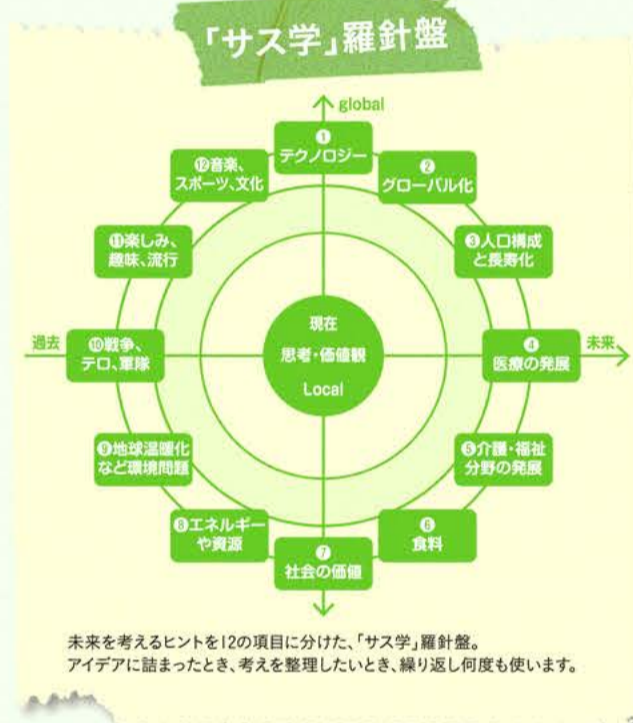 「サス学」羅針盤
global
❶
テクノロジー
❷
グローバル化
❸人口構成
と長寿化
❹
医療の発展
❺介護・福祉
分野の発展
❻
食料
❼
社会の価値
❽エネルギー
や資源
❾地球温暖化
など環境問題
❿戦争、
テロ、軍隊
⓫楽しみ、
趣味、流行
⓬音楽、
スポーツ、文化
過去
未来
現在
思考・価値観
Local
未来を考えるヒントを12の項目に分けた、「サス学」羅針盤。
アイデアに詰まったとき、考えを整理したいとき、繰り返し何度も使います。